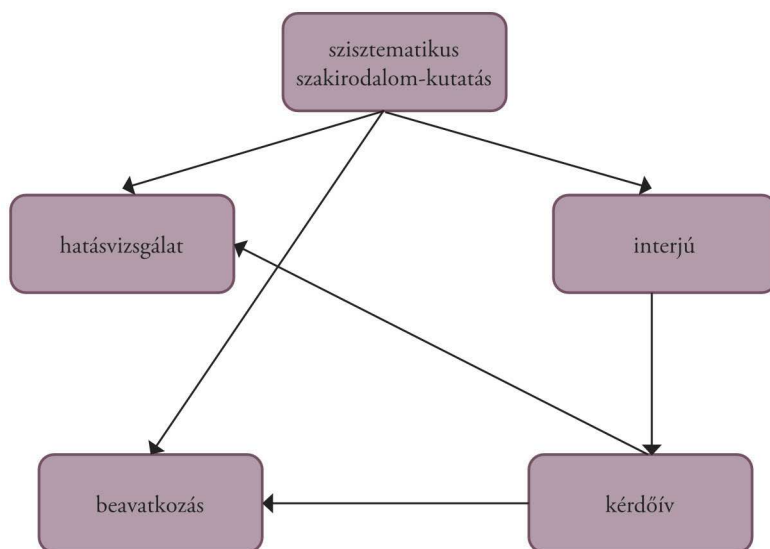 szisztematikus
szakirodalom-kutatás
hatásvizsgálat
interjú
beavatkozás
kérdőív